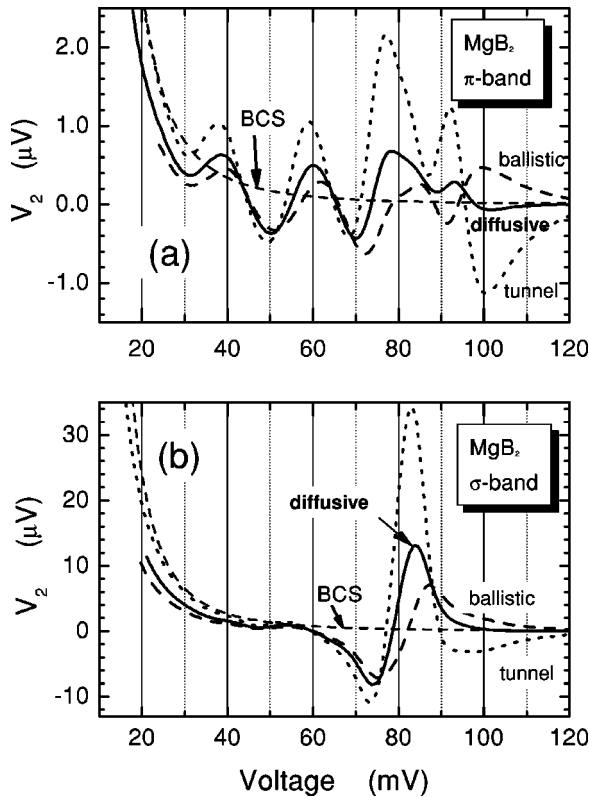 2.0
1.0
0.0
-1.0
V₂ (μV)
MgB₂
π-band
BCS
ballistic
diffusive
tunnel
(a)
20 40 60 80 100 120
30
20
10
0
-10
V₂ (μV)
(b)
MgB₂
σ-band
diffusive
BCS
ballistic
tunnel
20 40 60 80 100 120
Voltage (mV)